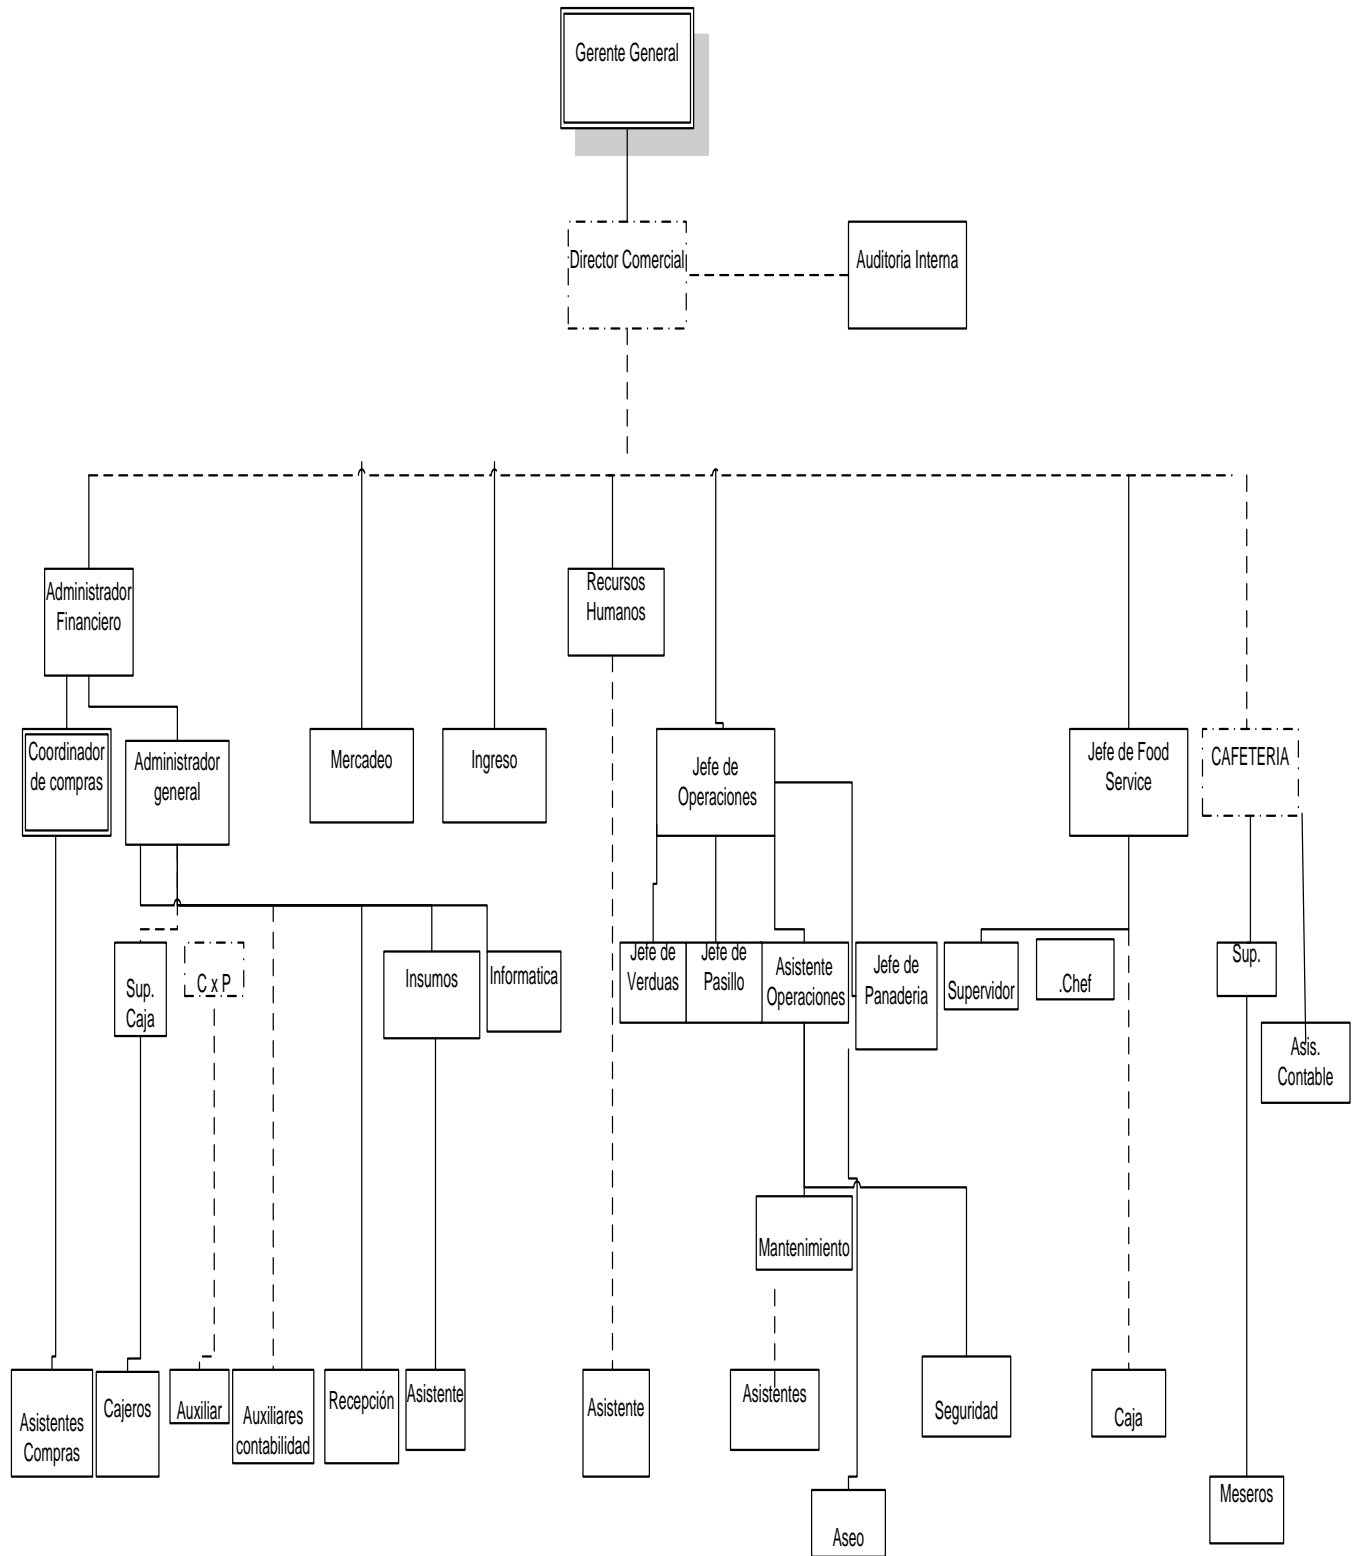 Gerente General
Director Comercial
Auditoria Interna
Administrador
Financiero
Recursos
Humanos
Coordinador
de compras
Administrador
general
Mercadeo
Ingreso
Jefe de
Operaciones
Jefe de Food
Service
CAFETERIA
Sup.
Caja
C x P
Insumos
Informatica
Jefe de
Verduas
Jefe de
Pasillo
Asistente
Operaciones
Jefe de
Panaderia
Supervidor
.Chef
Sup.
Asis.
Contable
Mantenimiento
Asistentes
Compras
Cajeros
Auxiliar
Auxiliares
contabilidad
Recepción
Asistente
Asistente
Asistentes
Seguridad
Caja
Meseros
Aseo